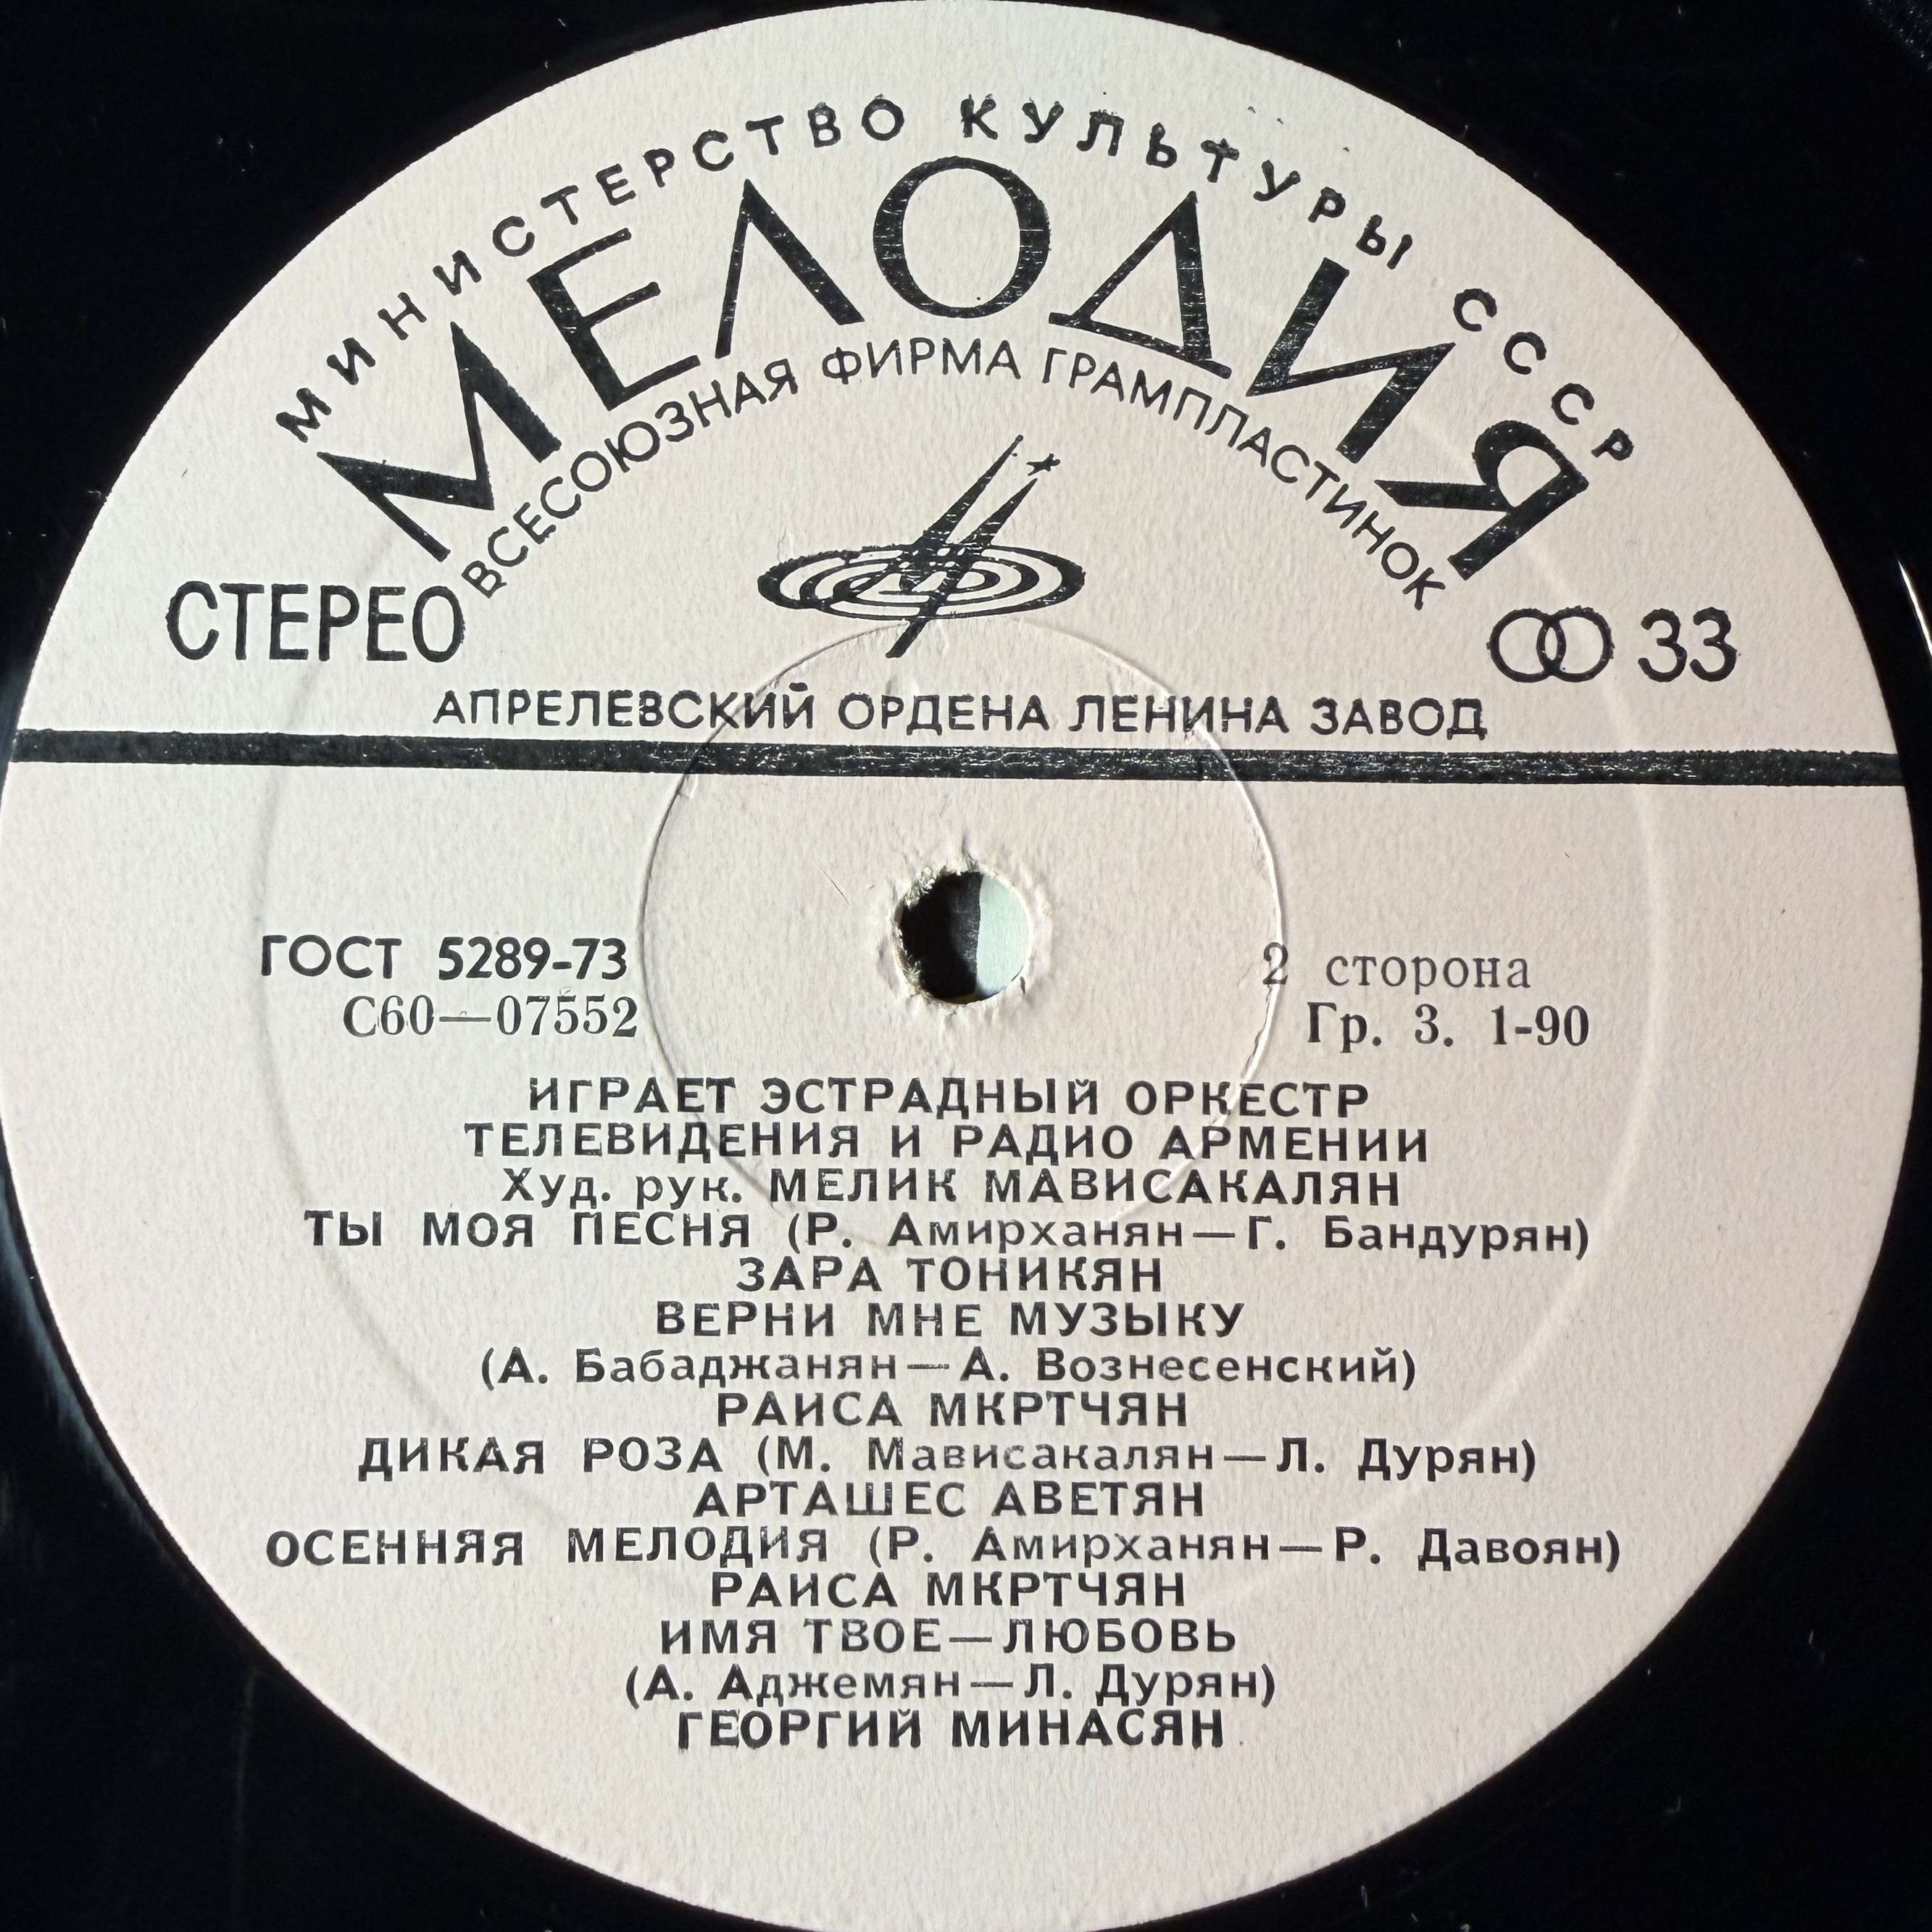 МИНИСТЕРСТВО КУЛЬТУРЫ СССР
МЕЛОДИЯ
ВСЕСОЮЗНАЯ ФИРМА ГРАМПЛАСТИНОК
СТЕРЕО
33
АПРЕЛЕВСКИЙ ОРДЕНА ЛЕНИНА ЗАВОД
ГОСТ 5289-73
2 сторона
С60—07552
Гр. 3. 1-90
ИГРАЕТ ЭСТРАДНЫЙ ОРКЕСТР
ТЕЛЕВИДЕНИЯ И РАДИО АРМЕНИИ
Худ. рук. МЕЛИК МАВИСАКАЛЯН
ТЫ МОЯ ПЕСНЯ (Р. Амирханян—Г. Бандурян)
ЗАРА ТОНИКЯН
ВЕРНИ МНЕ МУЗЫКУ
(А. Бабаджанян—А. Вознесенский)
РАИСА МКРТЧЯН
ДИКАЯ РОЗА (М. Мависакалян—Л. Дурян)
АРТАШЕС АВЕТЯН
ОСЕННЯЯ МЕЛОДИЯ (Р. Амирханян—Р. Давоян)
РАИСА МКРТЧЯН
ИМЯ ТВОЕ—ЛЮБОВЬ
(А. Аджемян—Л. Дурян)
ГЕОРГИЙ МИНАСЯН